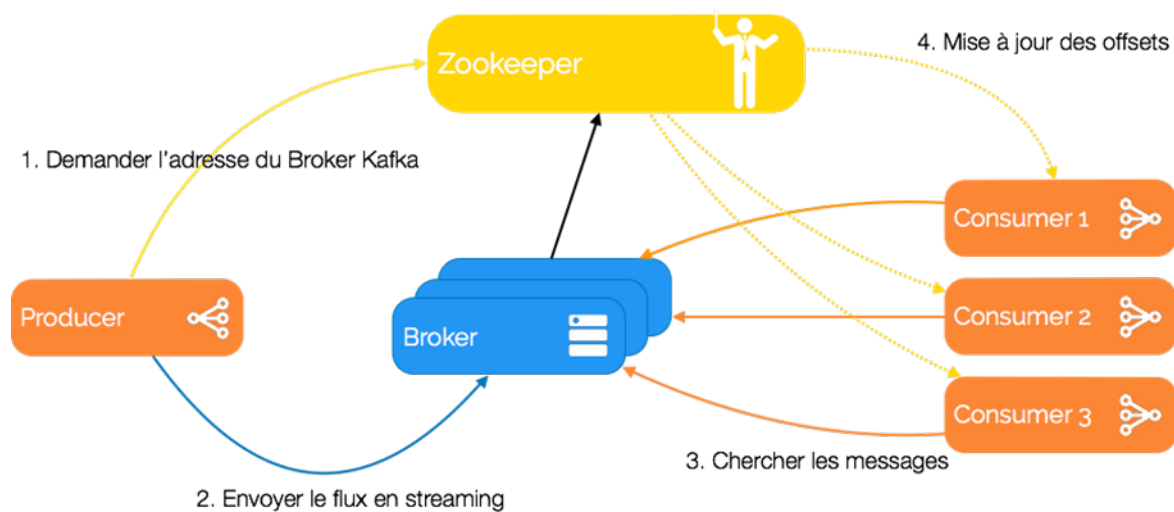 Zookeeper
4. Mise à jour des offsets
1. Demander l'adresse du Broker Kafka
Consumer 1
Producer
Broker
Consumer 2
Consumer 3
3. Chercher les messages
2. Envoyer le flux en streaming